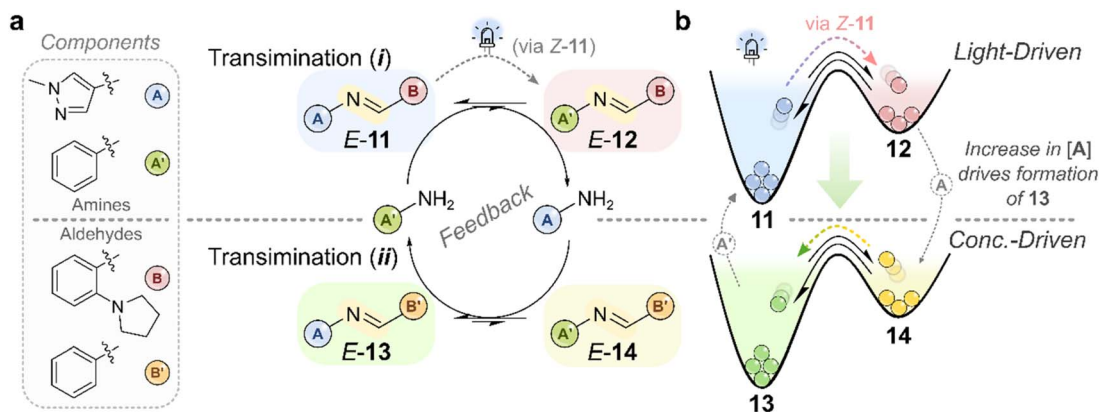 a
Components
N
N
A
A'
Amines
Aldehydes
B
N
B'
Transimination (i)
(via Z-11)
A
N
B
E-11
A'
N
B
E-12
A'
NH2
Feedback
A
NH2
Transimination (ii)
A
N
B'
E-13
A'
N
B'
E-14
b
via Z-11
Light-Driven
11
12
A
Increase in [A]
drives formation
of 13
A'
Conc.-Driven
13
14